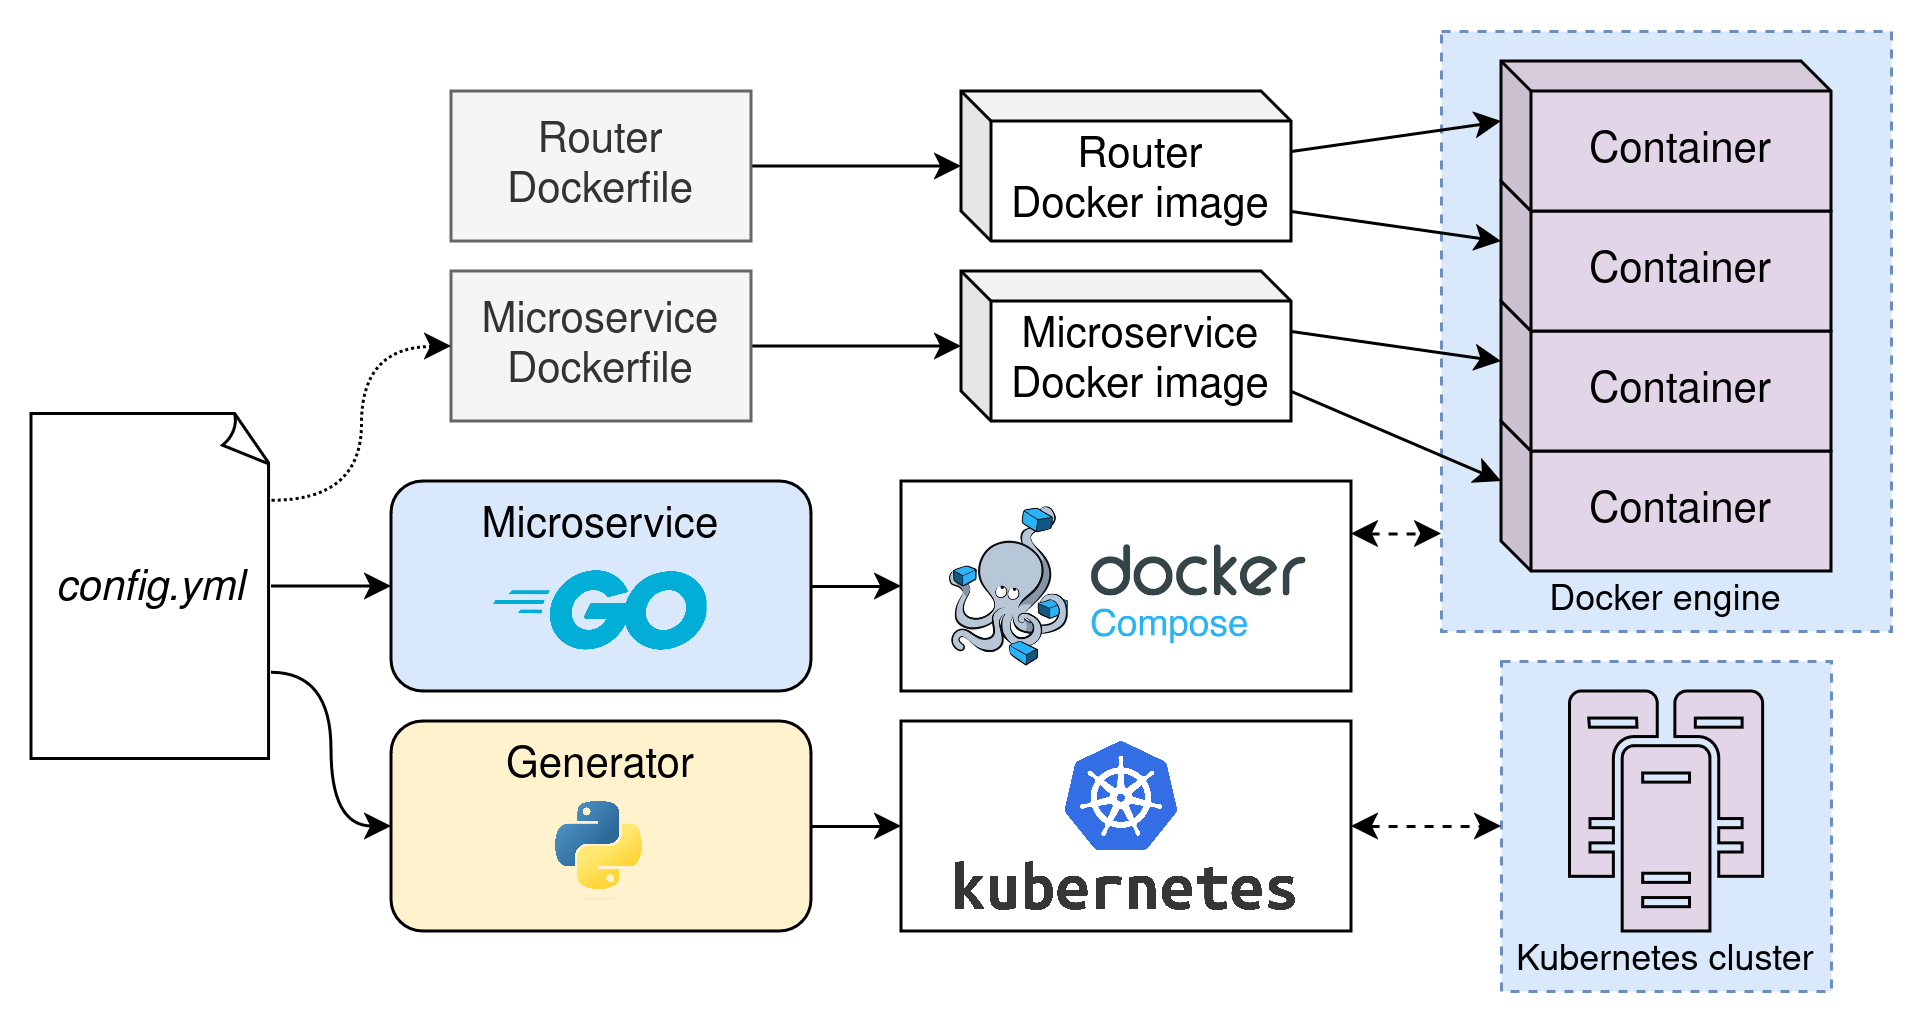 Router
Dockerfile
Router
Docker image
Container
Container
Container
Container
Docker engine
Microservice
Dockerfile
Microservice
Docker image
config.yml
Microservice
GO
docker
Compose
Generator
kubernetes
Kubernetes cluster